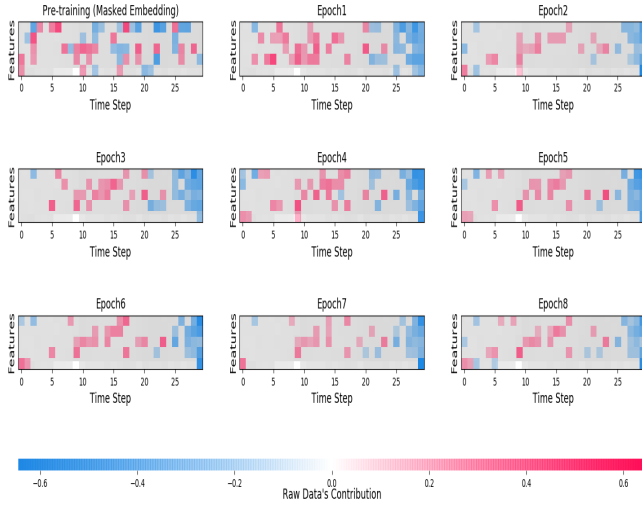 Pre-training (Masked Embedding) Epoch1 Epoch2
Features Features Features
0 5 10 15 20 25 0 5 10 15 20 25 0 5 10 15 20 25
Time Step Time Step Time Step
Epoch3 Epoch4 Epoch5
Features Features Features
0 5 10 15 20 25 0 5 10 15 20 25 0 5 10 15 20 25
Time Step Time Step Time Step
Epoch6 Epoch7 Epoch8
Features Features Features
0 5 10 15 20 25 0 5 10 15 20 25 0 5 10 15 20 25
Time Step Time Step Time Step
−0.6 −0.4 −0.2 0.0 0.2 0.4 0.6
Raw Data's Contribution